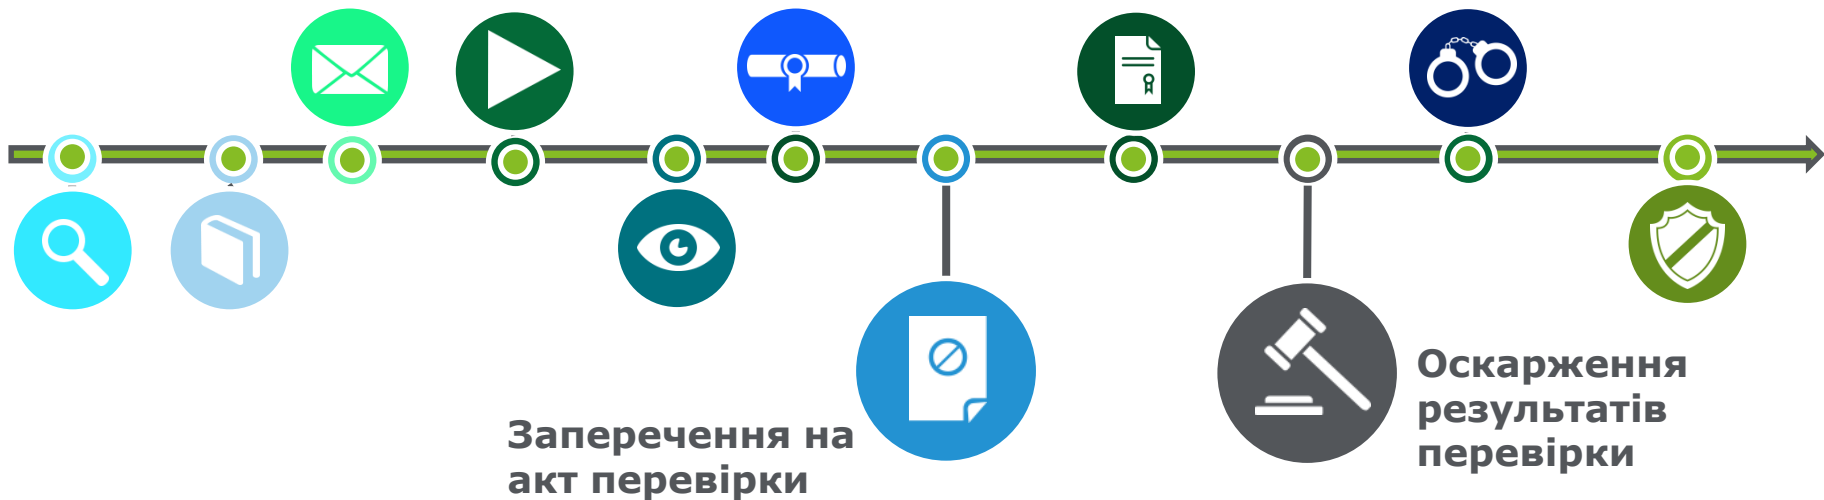 Заперечення на
акт перевірки
Оскарження
результатів
перевірки